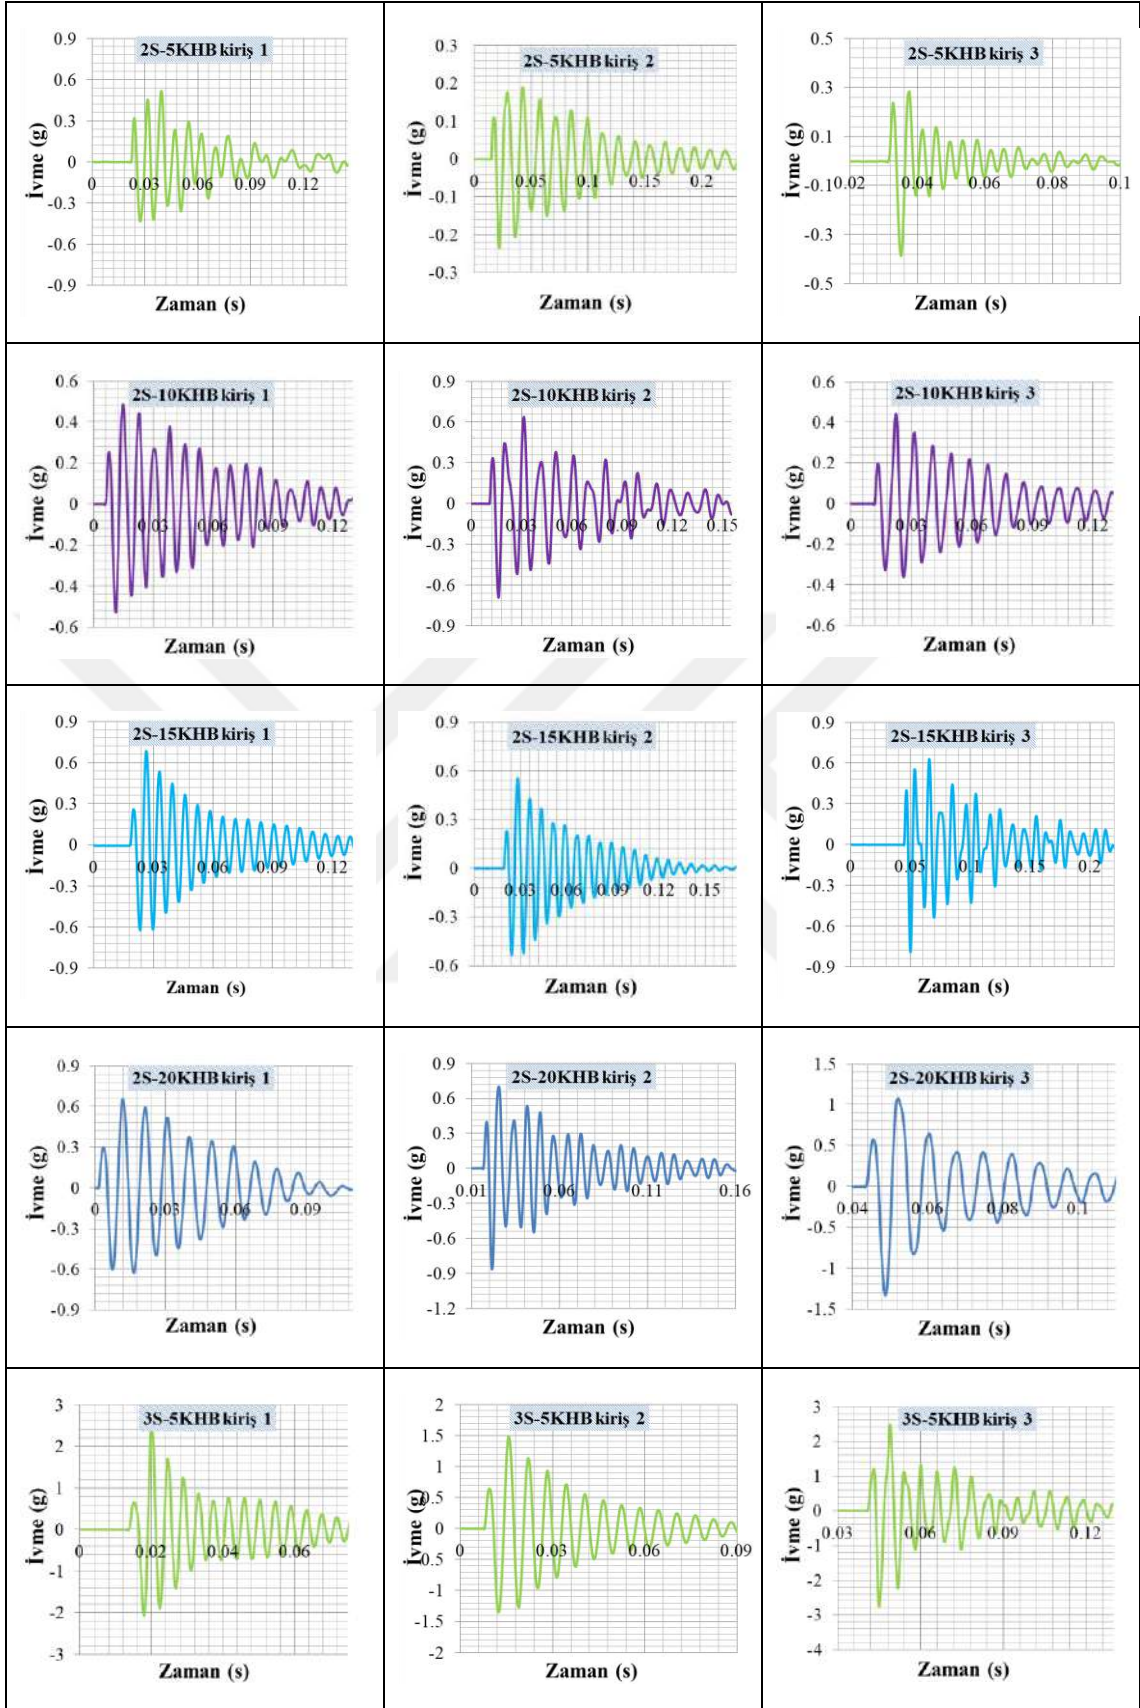 2S-5KHB kiriş 1
İvme (g)
0.9
0.6
0.3
0
-0.3
-0.6
-0.9
0 0.03 0.06 0.09 0.12
Zaman (s)
2S-5KHB kiriş 2
İvme (g)
0.3
0.2
0.1
0
-0.1
-0.2
-0.3
0 0.05 0.1 0.15 0.2
Zaman (s)
2S-5KHB kiriş 3
İvme (g)
0.5
0.3
0.1
-0.1
-0.3
-0.5
0.02 0.04 0.06 0.08 0.1
Zaman (s)
2S-10KHB kiriş 1
İvme (g)
0.6
0.4
0.2
0
-0.2
-0.4
-0.6
0 0.03 0.06 0.09 0.12
Zaman (s)
2S-10KHB kiriş 2
İvme (g)
0.9
0.6
0.3
0
-0.3
-0.6
-0.9
0 0.03 0.06 0.09 0.12 0.15
Zaman (s)
2S-10KHB kiriş 3
İvme (g)
0.6
0.4
0.2
0
-0.2
-0.4
-0.6
0 0.03 0.06 0.09 0.12
Zaman (s)
2S-15KHB kiriş 1
İvme (g)
0.9
0.6
0.3
0
-0.3
-0.6
-0.9
0 0.03 0.06 0.09 0.12
Zaman (s)
2S-15KHB kiriş 2
İvme (g)
0.9
0.6
0.3
0
-0.3
-0.6
0 0.03 0.06 0.09 0.12 0.15
Zaman (s)
2S-15KHB kiriş 3
İvme (g)
0.9
0.6
0.3
0
-0.3
-0.6
-0.9
0 0.05 0.1 0.15 0.2
Zaman (s)
2S-20KHB kiriş 1
İvme (g)
0.9
0.6
0.3
0
-0.3
-0.6
-0.9
0 0.03 0.06 0.09
Zaman (s)
2S-20KHB kiriş 2
İvme (g)
0.9
0.6
0.3
0
-0.3
-0.6
-0.9
-1.2
0.01 0.06 0.11 0.16
Zaman (s)
2S-20KHB kiriş 3
İvme (g)
1.5
1
0.5
0
-0.5
-1
-1.5
0.04 0.06 0.08 0.1
Zaman (s)
3S-5KHB kiriş 1
İvme (g)
3
2
1
0
-1
-2
-3
0 0.02 0.04 0.06
Zaman (s)
3S-5KHB kiriş 2
İvme (g)
2
1.5
1
0.5
0
-0.5
-1
-1.5
-2
0 0.03 0.06 0.09
Zaman (s)
3S-5KHB kiriş 3
İvme (g)
3
2
1
0
-1
-2
-3
-4
0.03 0.06 0.09 0.12
Zaman (s)